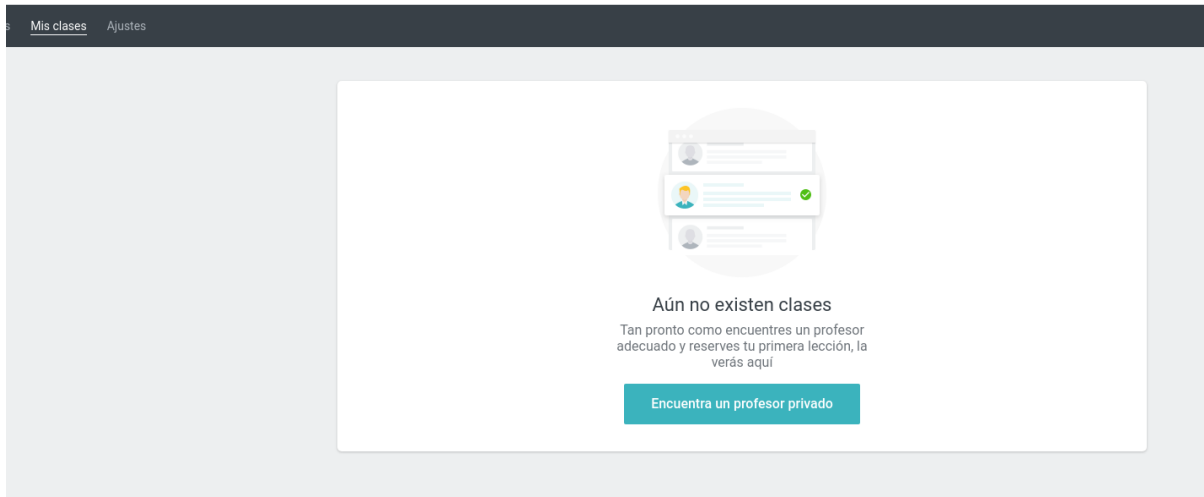 s Mis clases Ajustes
Aún no existen clases
Tan pronto como encuentres un profesor
adecuado y reserves tu primera lección, la
verás aquí
Encuentra un profesor privado